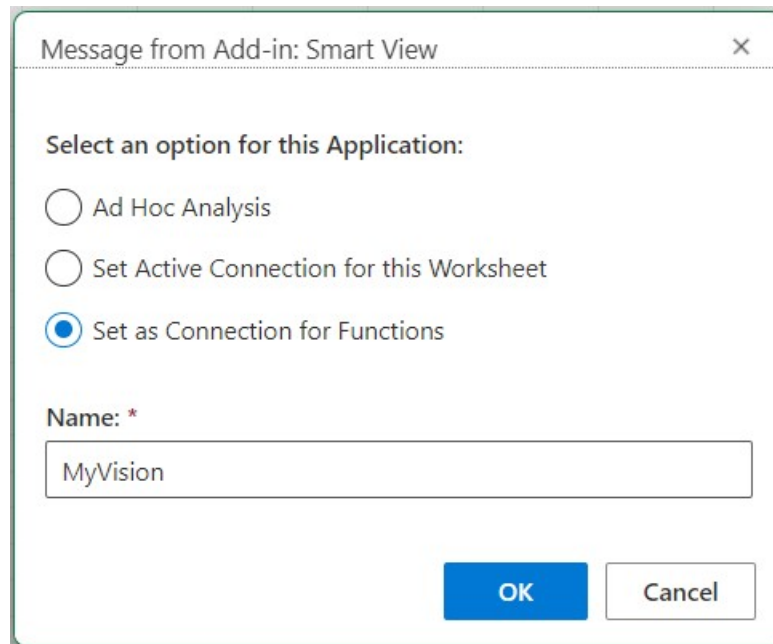 Message from Add-in: Smart View
Select an option for this Application:
Ad Hoc Analysis
Set Active Connection for this Worksheet
Set as Connection for Functions
Name: *
MyVision
OK Cancel